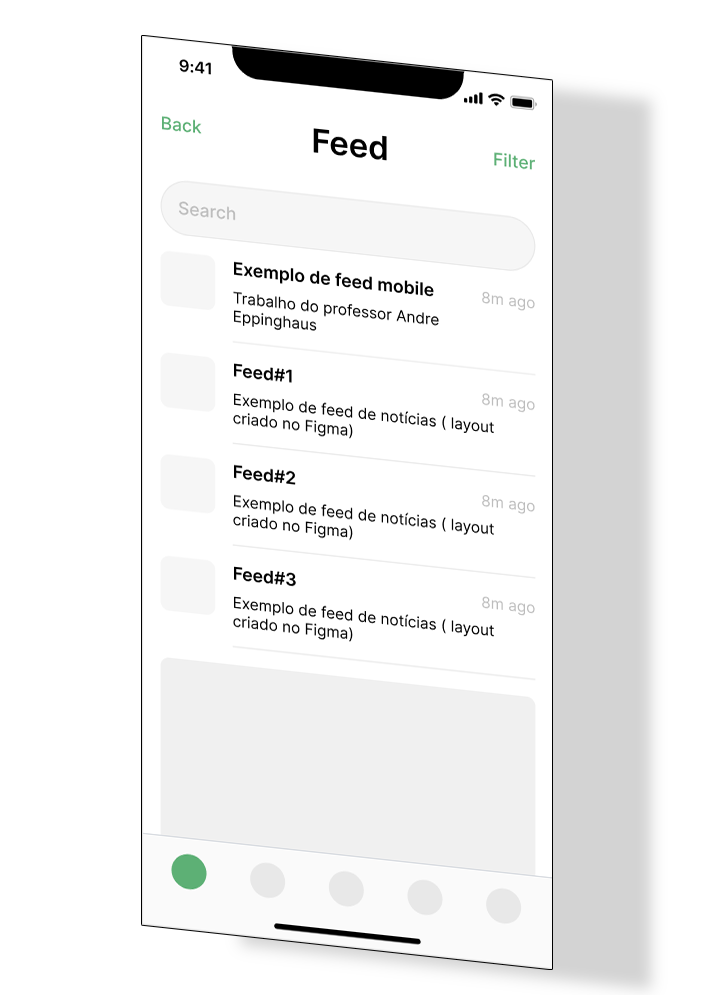 9:41
Back
Feed
Filter
Search
Exemplo de feed mobile
8m ago
Trabalho do professor Andre
Eppinghaus
Feed#1
8m ago
Exemplo de feed de notícias ( layout
criado no Figma)
Feed#2
8m ago
Exemplo de feed de notícias ( layout
criado no Figma)
Feed#3
8m ago
Exemplo de feed de notícias ( layout
criado no Figma)